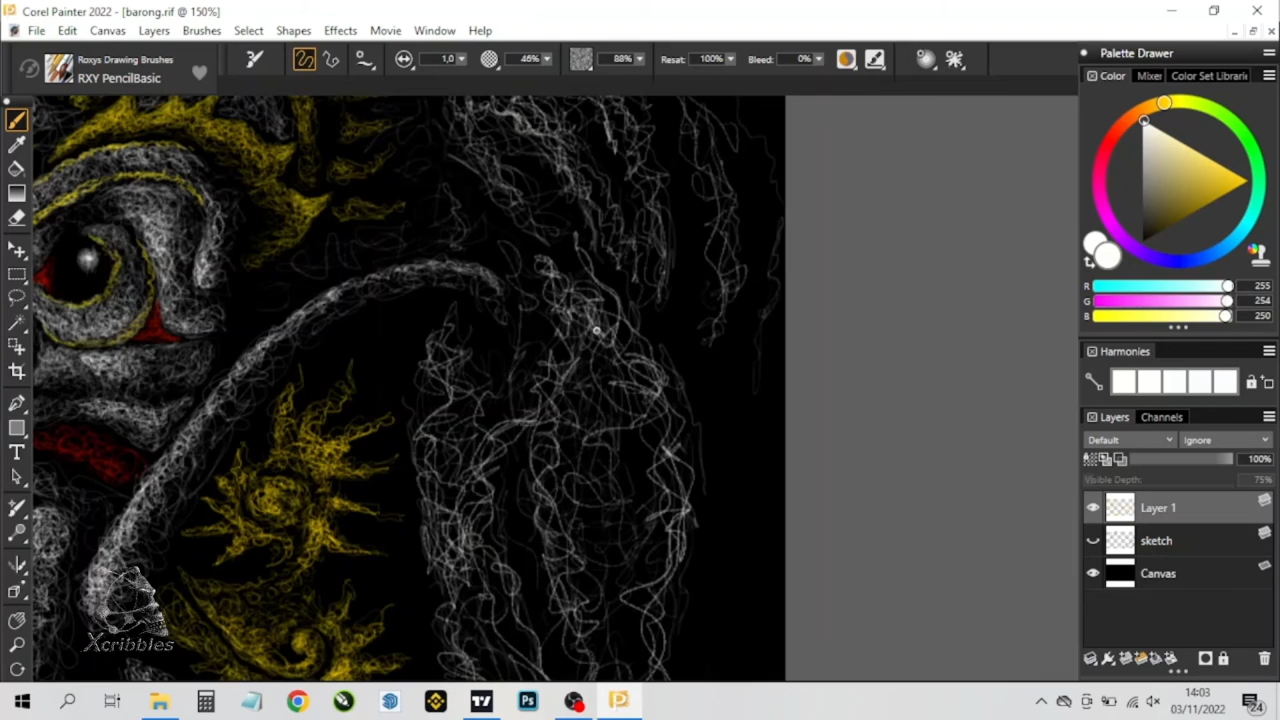 Corel Painter 2022 - [barong.rif @ 150%]
File Edit Canvas Layers Brushes Select Shapes Effects Movie Window Help
Roxys Drawing Brushes
RXY PencilBasic
1,0
46%
88%
Resat: 100%
Bleed: 0%
Palette Drawer
Color Mixer Color Set Librarie
R 255
G 254
B 250
Harmonies
Layers Channels
Default Ignore
100%
Visible Depth: 75%
Layer 1
sketch
Canvas
Xcribbles
Ps
14:03
03/11/2022
24